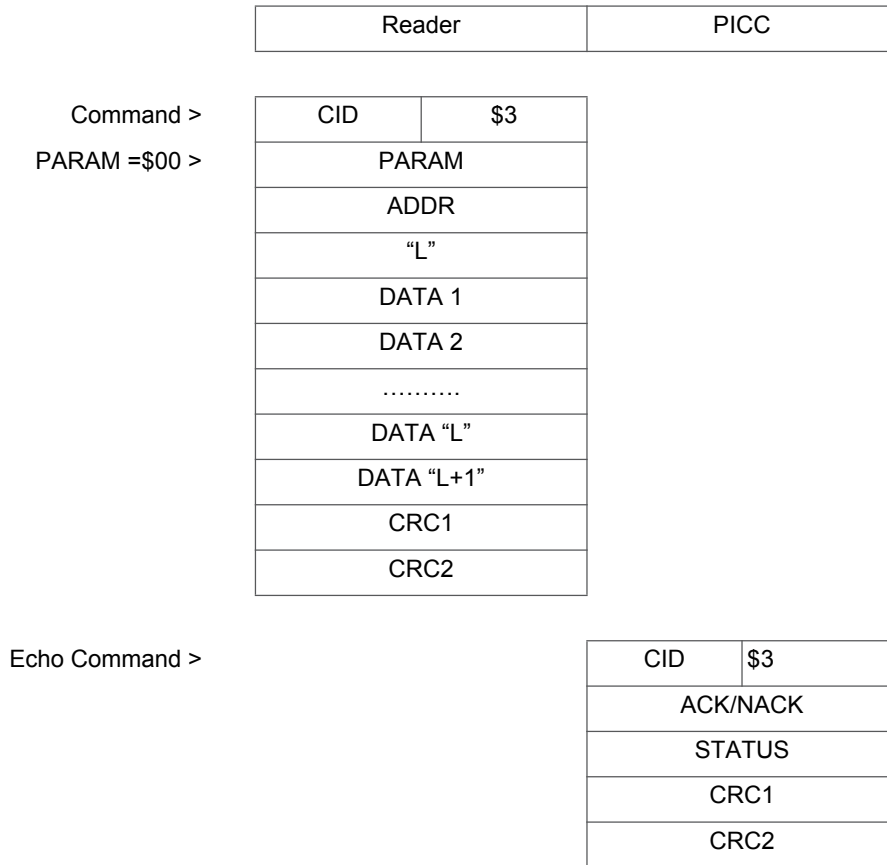 Reader PICC
Command > CID $3
PARAM =$00 > PARAM
ADDR
“L”
DATA 1
DATA 2
……….
DATA “L”
DATA “L+1”
CRC1
CRC2
Echo Command > CID $3
ACK/NACK
STATUS
CRC1
CRC2